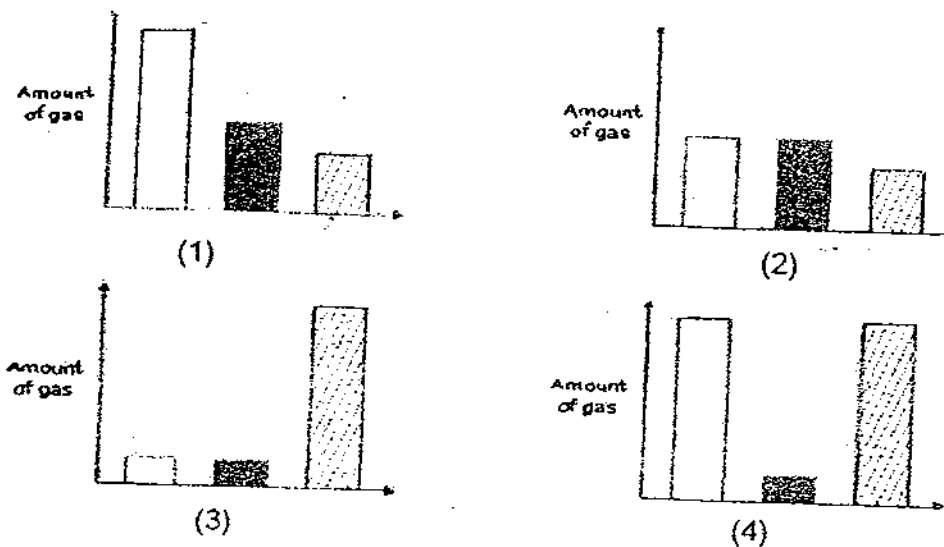 Amount
of gas
(1)
Amount
of gas
(2)
Amount
of gas
(3)
Amount
of gas
(4)